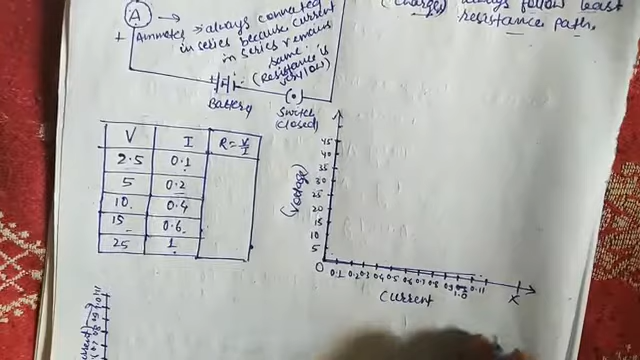 (charges) always follow least
resistance path.
A
+
Ammeter → always connected
in series because current
in series remain
same.
(Resistance is
very low)
Battery
Switch
(closed)
V I R = V/I
2.5 0.1
5 0.2
10 0.4
15 0.6
25 1
(Voltage)
45
40
35
30
25
20
15
10
5
0
0.1 0.2 0.3 0.4 0.5 0.6 0.7 0.8 0.9 1.0 0.11
X
Current